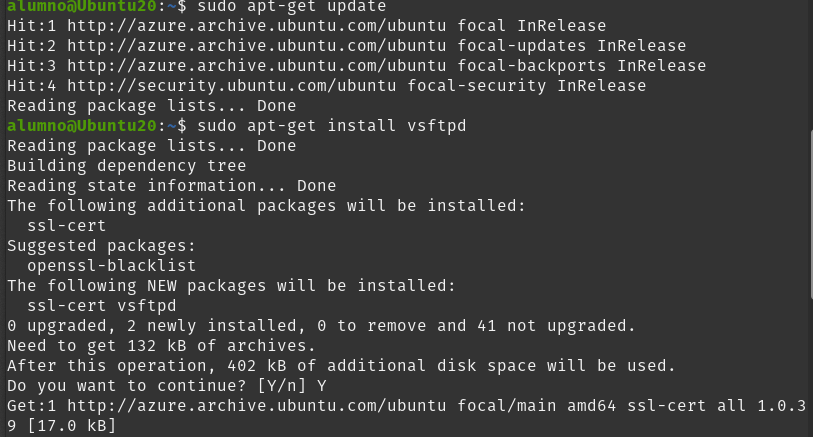 alumno@Ubuntu20:~$ sudo apt-get update
Hit:1 http://azure.archive.ubuntu.com/ubuntu focal InRelease
Hit:2 http://azure.archive.ubuntu.com/ubuntu focal-updates InRelease
Hit:3 http://azure.archive.ubuntu.com/ubuntu focal-backports InRelease
Hit:4 http://security.ubuntu.com/ubuntu focal-security InRelease
Reading package lists... Done
alumno@Ubuntu20:~$ sudo apt-get install vsftpd
Reading package lists... Done
Building dependency tree
Reading state information... Done
The following additional packages will be installed:
  ssl-cert
Suggested packages:
  openssl-blacklist
The following NEW packages will be installed:
  ssl-cert vsftpd
0 upgraded, 2 newly installed, 0 to remove and 41 not upgraded.
Need to get 132 kB of archives.
After this operation, 402 kB of additional disk space will be used.
Do you want to continue? [Y/n] Y
Get:1 http://azure.archive.ubuntu.com/ubuntu focal/main amd64 ssl-cert all 1.0.3
9 [17.0 kB]